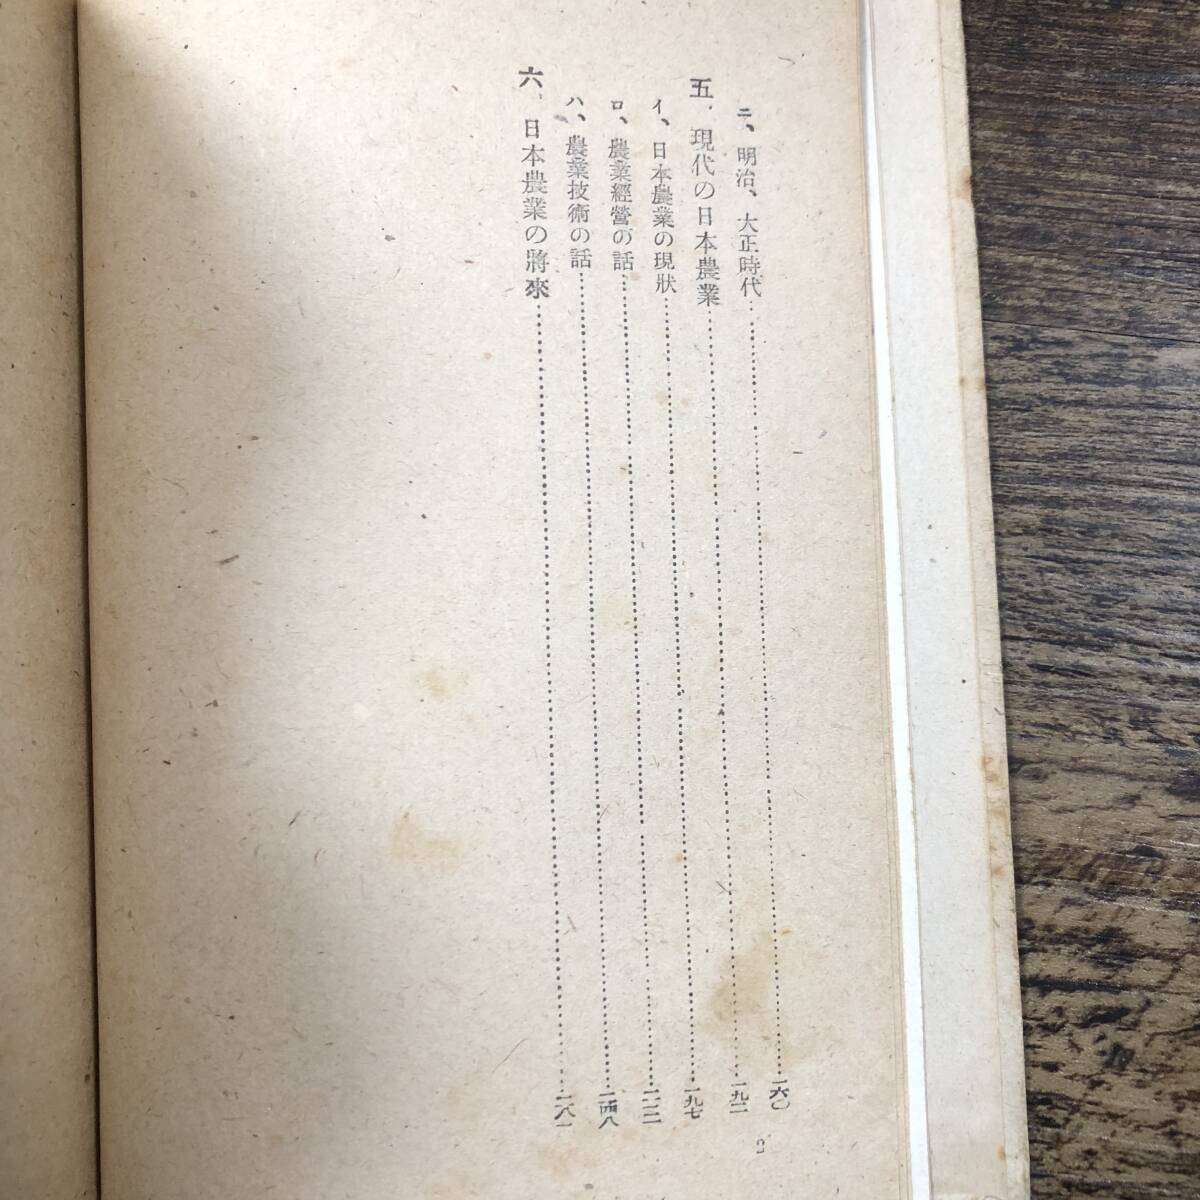 ニ、明治、大正時代……一六〇
五、現代の日本農業……一九二
イ、日本農業の現狀……一九七
ロ、農業經營の話……二二二
ハ、農業技術の話……二四八
六、日本農業の將來……二八一
2